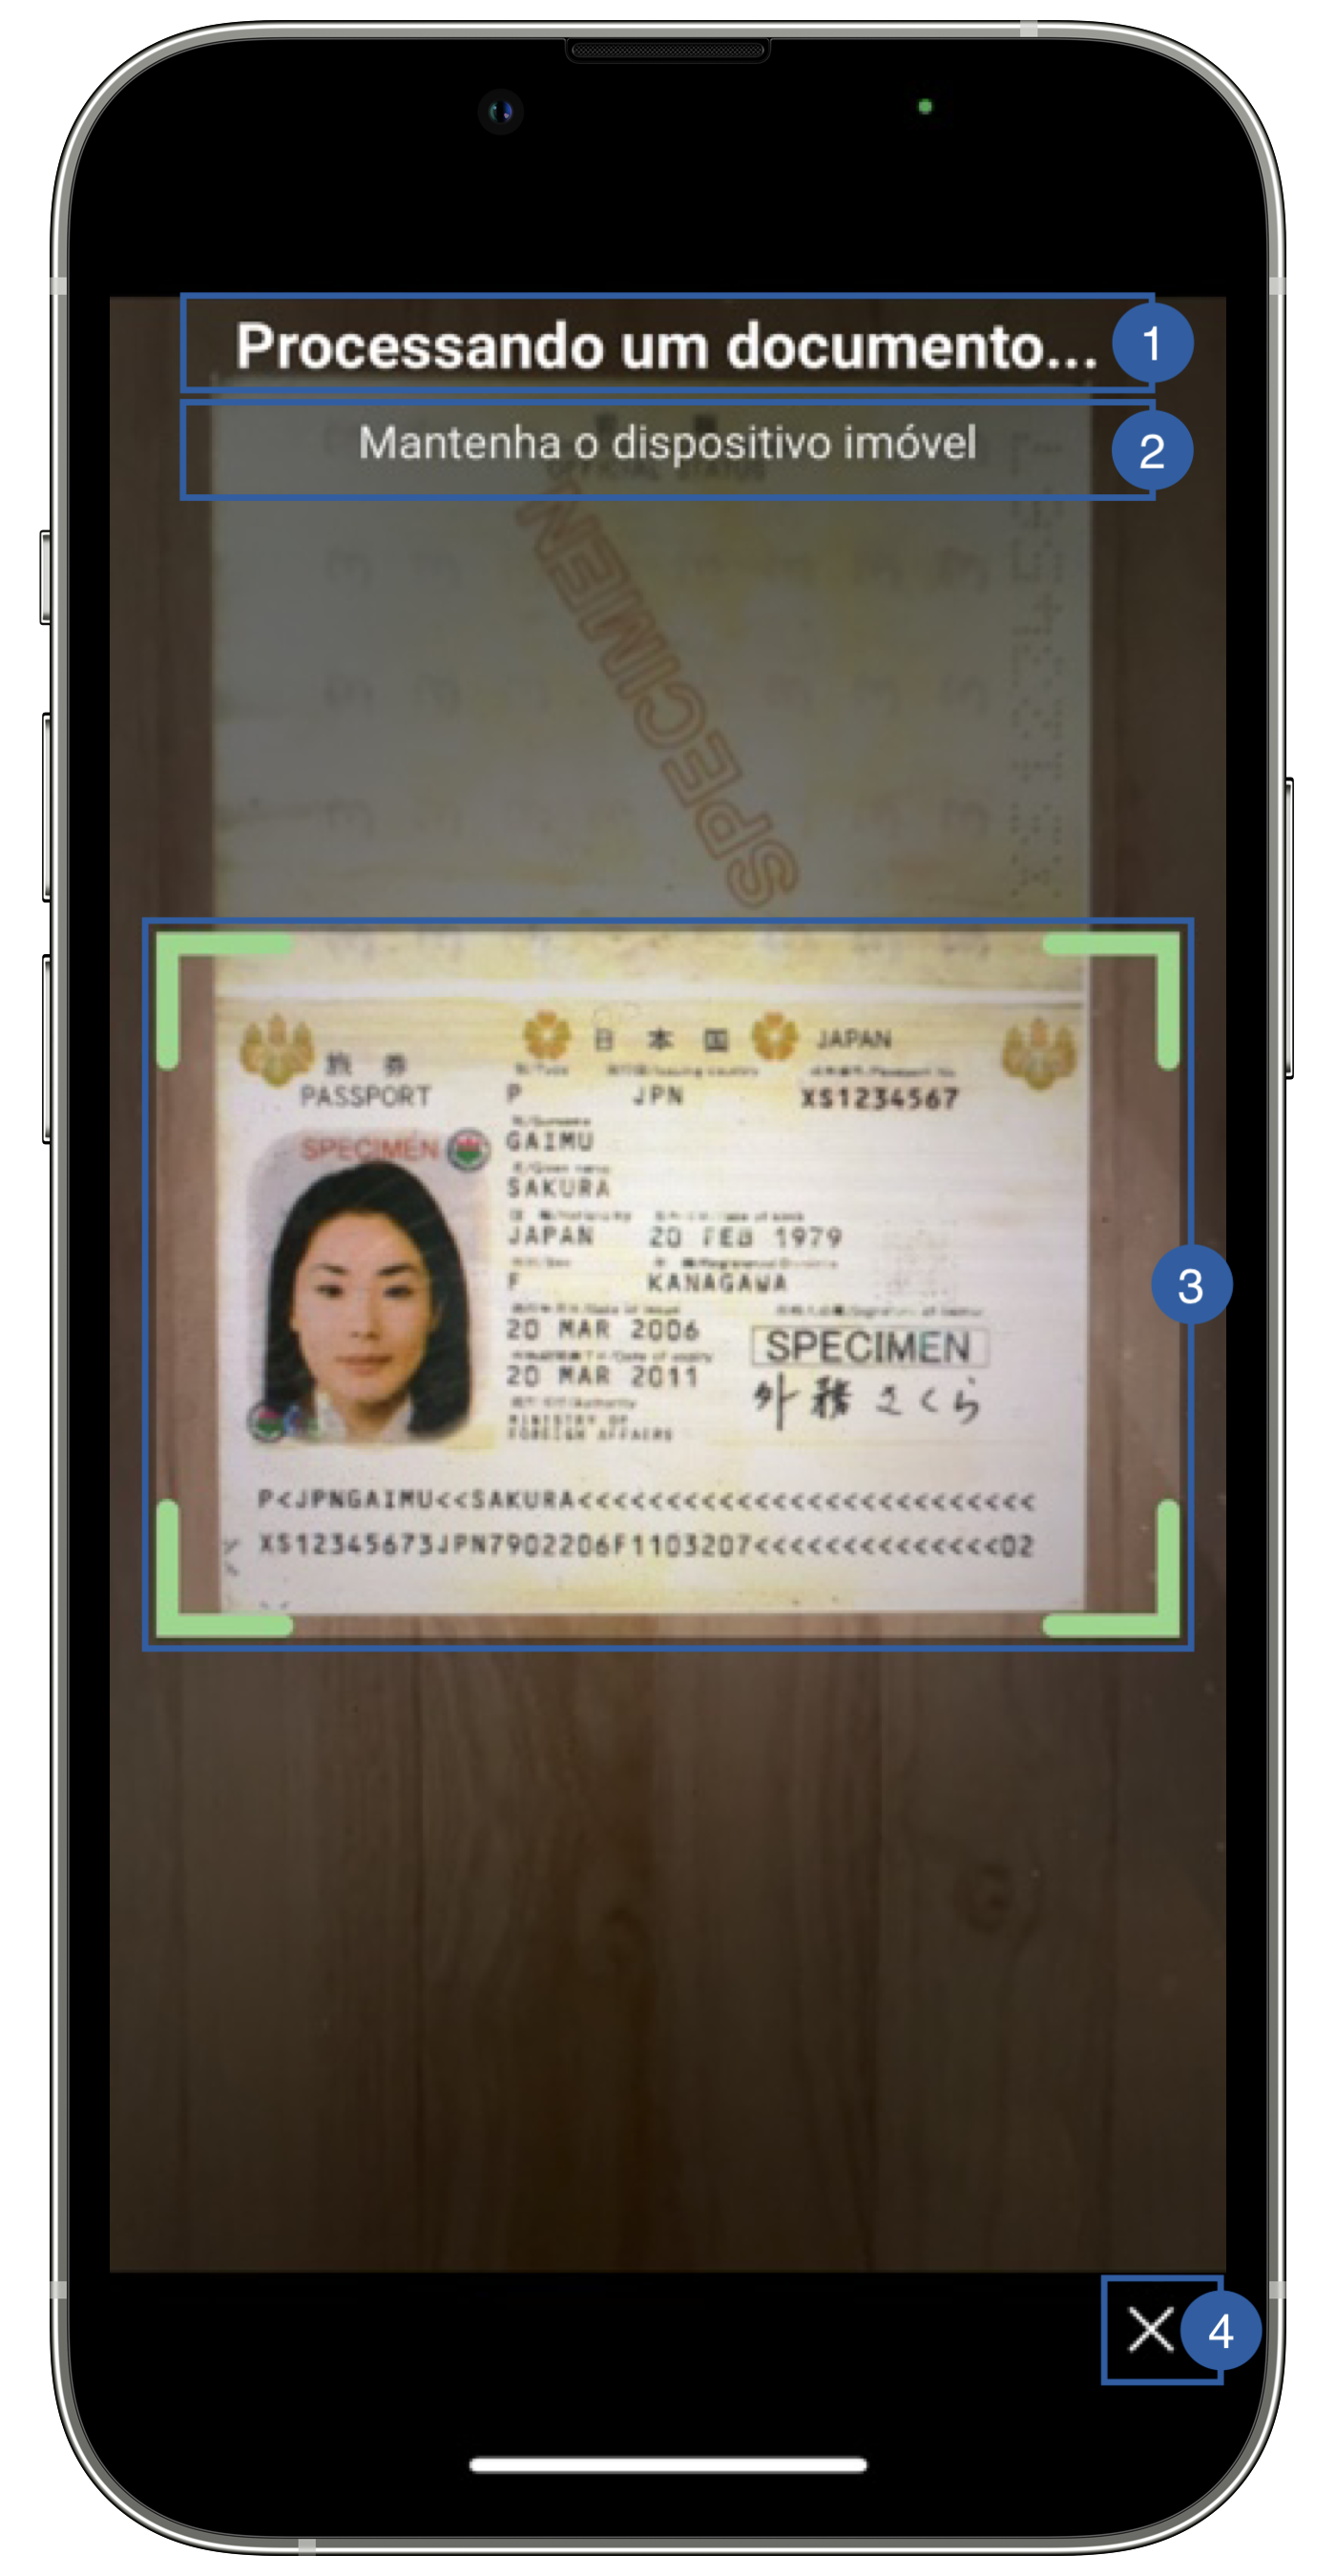 Processando um documento...
1
Mantenha o dispositivo imóvel
2
OFFICIAL STATUS
SPECIMEN
日本国 JAPAN
旅券
PASSPORT
P JPN XS1234567
SPECIMEN
GAIMU
SAKURA
JAPAN 20 FEB 1979
F KANAGAWA
20 MAR 2006
SPECIMEN
20 MAR 2011
外務さくら
MINISTRY OF
FOREIGN AFFAIRS
3
P<JPNGAIMU<<SAKURA<<<<<<<<<<<<<<<<<<<<<<<<<<
XS12345673JPN7902206F1103207<<<<<<<<<<<<<<02
4